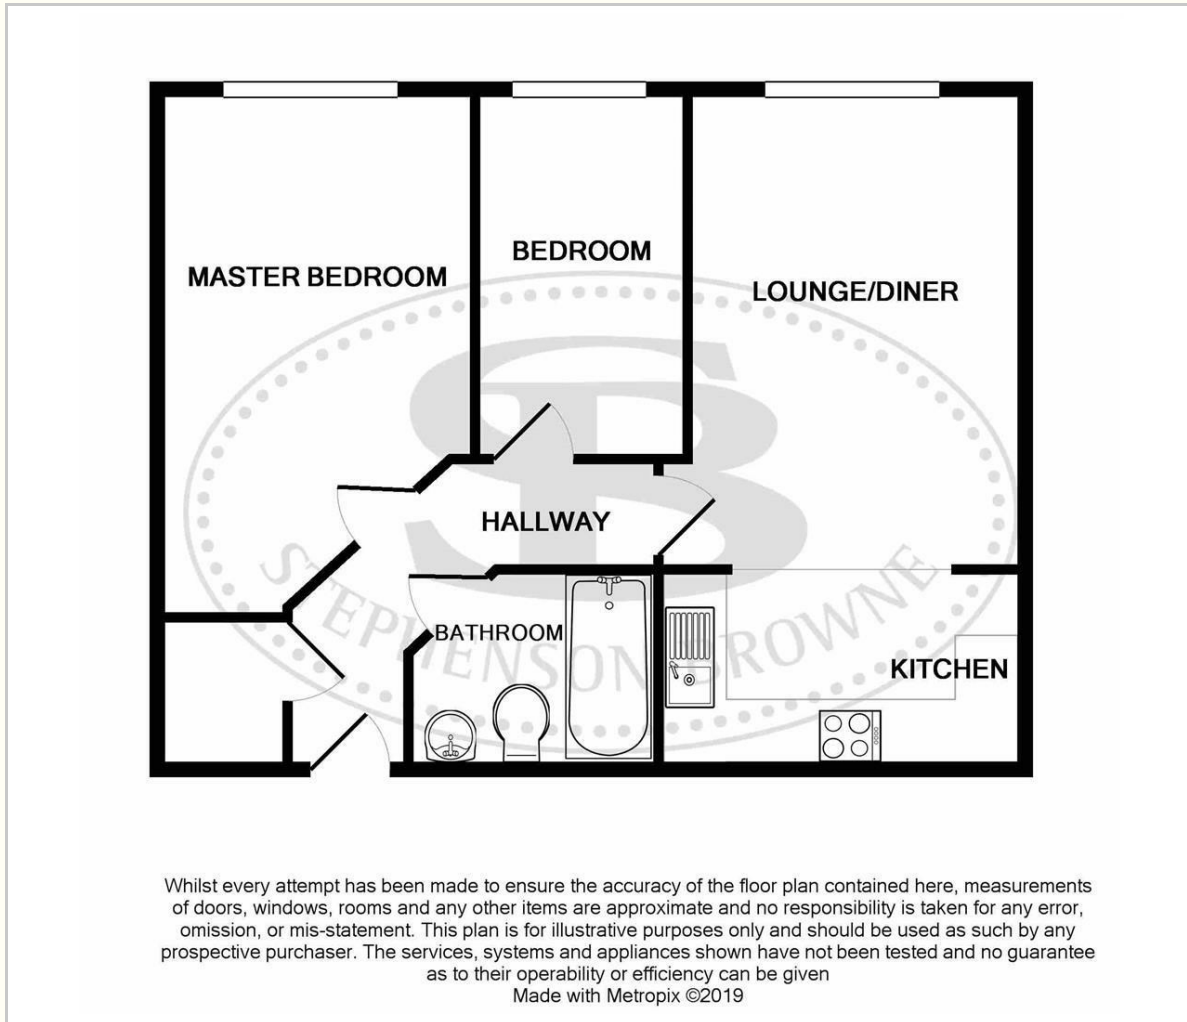 MASTER BEDROOM
BEDROOM
LOUNGE/DINER
HALLWAY
BATHROOM
KITCHEN
STEPHENSON BROWNE
Whilst every attempt has been made to ensure the accuracy of the floor plan contained here, measurements
of doors, windows, rooms and any other items are approximate and no responsibility is taken for any error,
omission, or mis-statement. This plan is for illustrative purposes only and should be used as such by any
prospective purchaser. The services, systems and appliances shown have not been tested and no guarantee
as to their operability or efficiency can be given
Made with Metropix ©2019